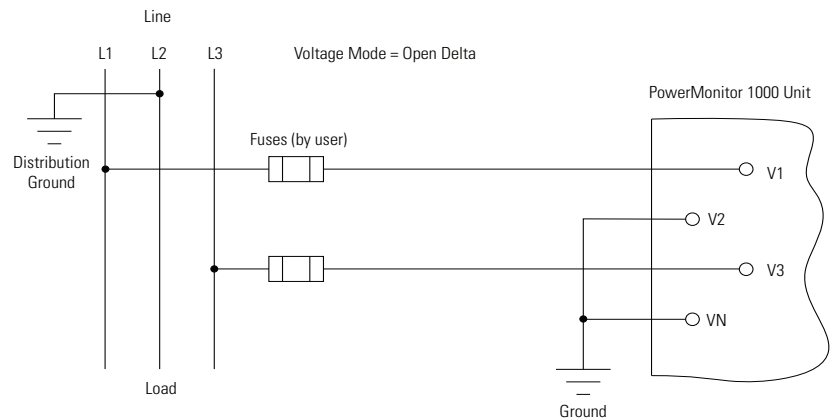 Line
L1 L2 L3 Voltage Mode = Open Delta
PowerMonitor 1000 Unit
Fuses (by user)
Distribution
Ground
V1
V2
V3
VN
Load
Ground